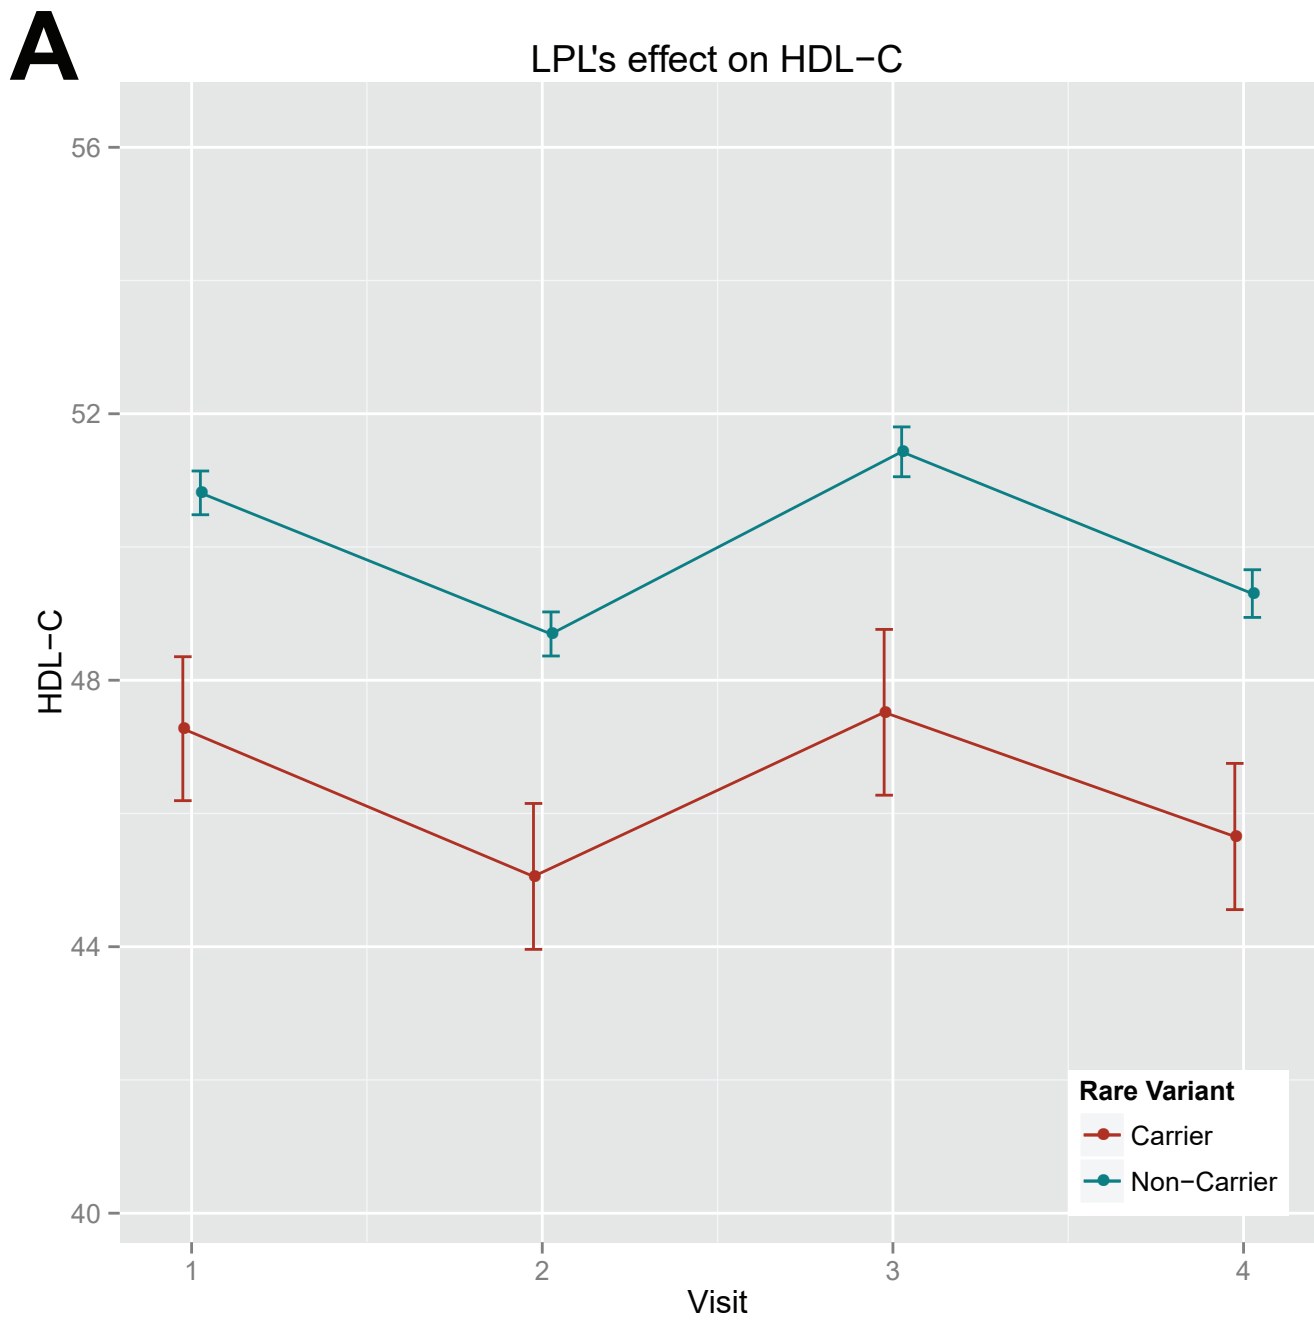 A
LPL's effect on HDL−C
56
52
48
44
40
HDL−C
Rare Variant
Carrier
Non−Carrier
1 2 3 4
Visit